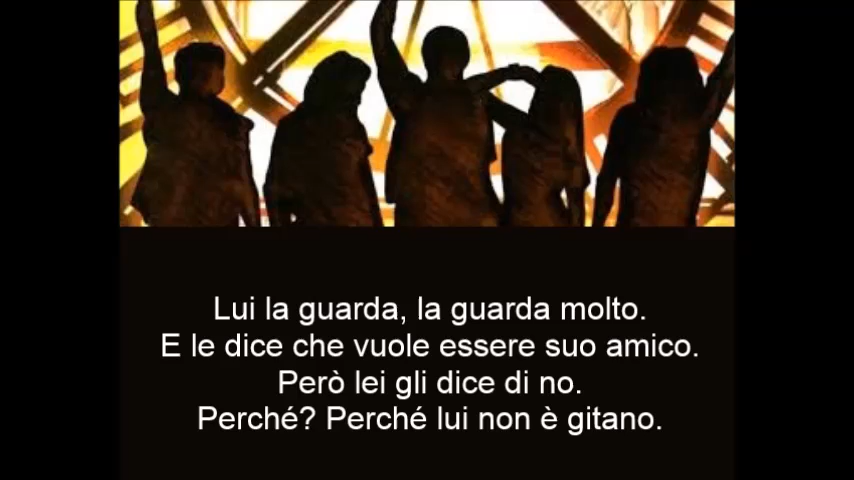 Lui la guarda, la guarda molto.
E le dice che vuole essere suo amico.
Però lei gli dice di no.
Perché? Perché lui non è gitano.